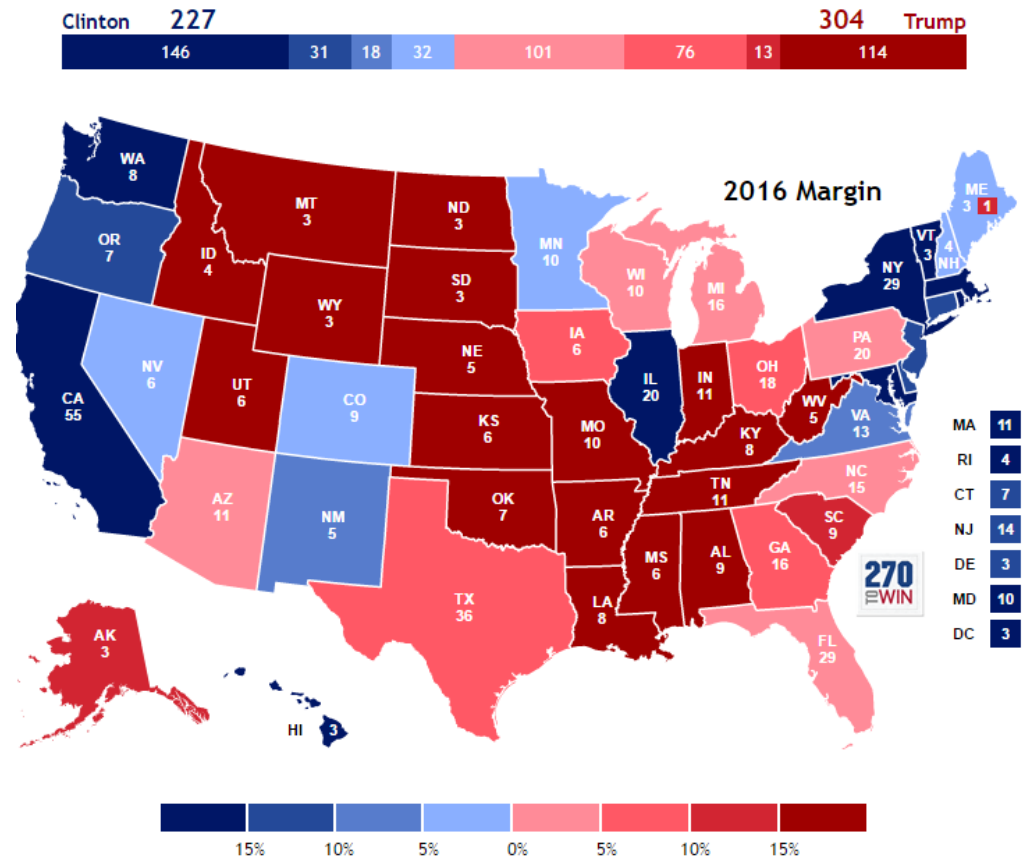 Clinton 227 304 Trump
146 31 18 32 101 76 13 114
2016 Margin
WA
8
OR
7
CA
55
NV
6
ID
4
MT
3
WY
3
UT
6
CO
9
AZ
11
NM
5
ND
3
SD
3
NE
5
KS
6
OK
7
TX
36
MN
10
IA
6
MO
10
AR
6
LA
8
WI
10
IL
20
MI
16
IN
11
OH
18
KY
8
TN
11
MS
6
AL
9
GA
16
FL
29
SC
9
NC
15
VA
13
WV
5
PA
20
NY
29
VT
3
4
NH
ME
3 1
AK
3
HI 3
MA 11
RI 4
CT 7
NJ 14
DE 3
MD 10
DC 3
270
TO WIN
15% 10% 5% 0% 5% 10% 15%